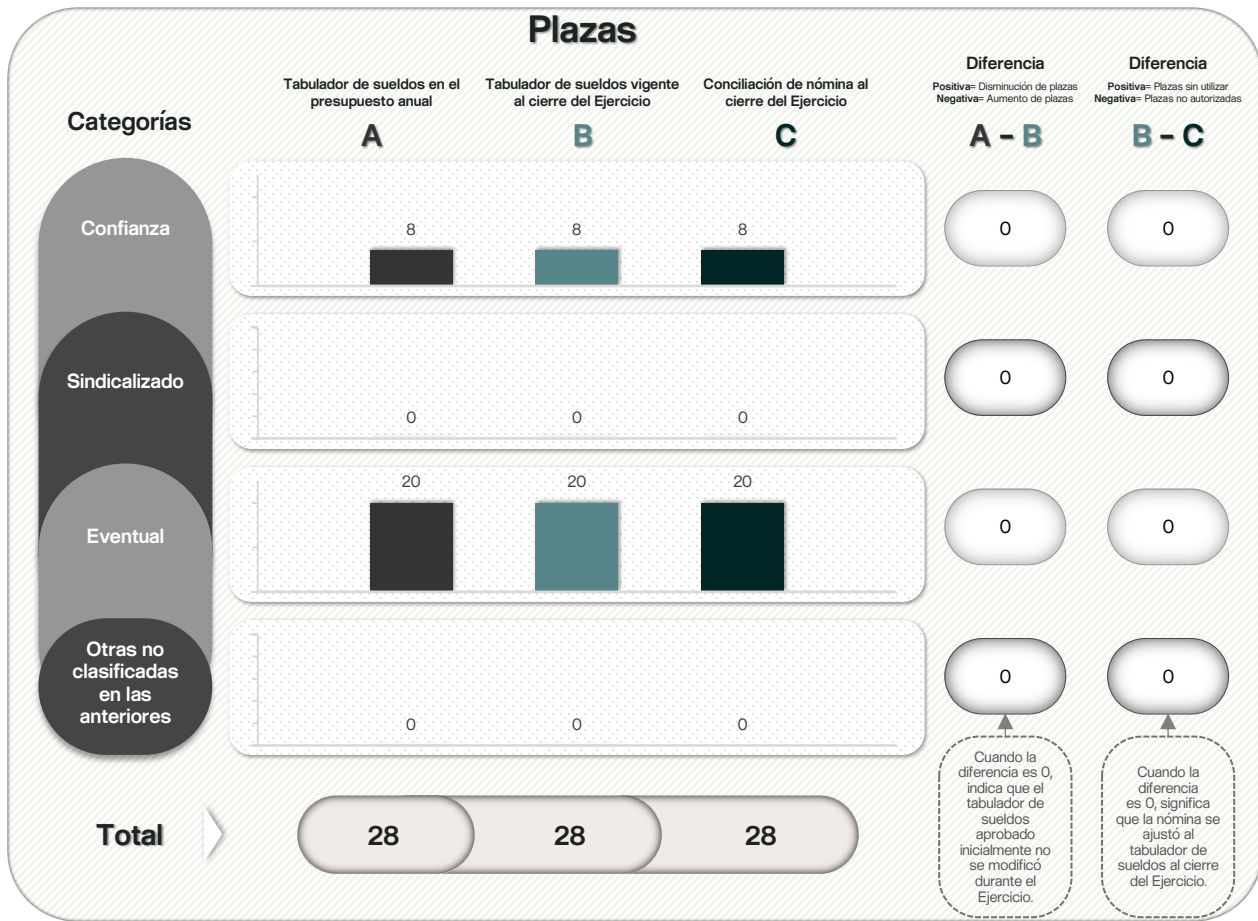 Plazas
Categorías
Tabulador de sueldos en el
presupuesto anual
A
Tabulador de sueldos vigente
al cierre del Ejercicio
B
Conciliación de nómina al
cierre del Ejercicio
C
Diferencia
Positiva= Disminución de plazas
Negativa= Aumento de plazas
A – B
Diferencia
Positiva= Plazas sin utilizar
Negativa= Plazas no autorizadas
B – C
Confianza
8
8
8
0
0
Sindicalizado
0
0
0
0
0
Eventual
20
20
20
0
0
Otras no
clasificadas
en las
anteriores
0
0
0
0
0
Total
28
28
28
Cuando la
diferencia es 0,
indica que el
tabulador de
sueldos
aprobado
inicialmente no
se modificó
durante el
Ejercicio.
Cuando la
diferencia
es 0, significa
que la nómina se
ajustó al
tabulador de
sueldos al cierre
del Ejercicio.